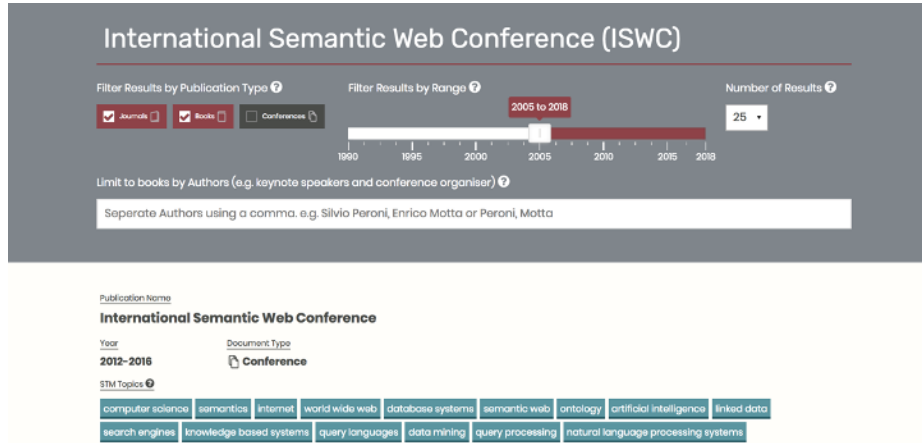 International Semantic Web Conference (ISWC)
Filter Results by Publication Type ?
Filter Results by Range ?
Number of Results ?
Journals
Books
Conferences
2005 to 2018
25
1990 1995 2000 2005 2010 2015 2018
Limit to books by Authors (e.g. keynote speakers and conference organiser) ?
Seperate Authors using a comma. e.g. Silvio Peroni, Enrico Motta or Peroni, Motta
Publication Name
International Semantic Web Conference
Year
Document Type
2012-2016
Conference
STM Topics ?
computer science semantics internet world wide web database systems semantic web ontology artificial intelligence linked data
search engines knowledge based systems query languages data mining query processing natural language processing systems